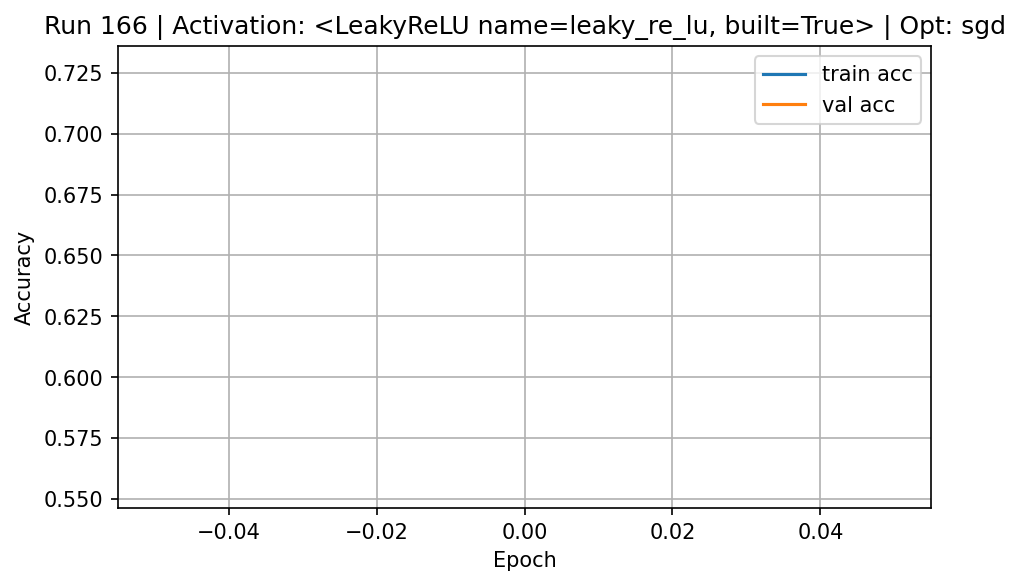 Run 166 | Activation: <LeakyReLU name=leaky_re_lu, built=True> | Opt: sgd
train acc
val acc
0.725
0.700
0.675
0.650
0.625
0.600
0.575
0.550
Accuracy
−0.04
−0.02
0.00
0.02
0.04
Epoch